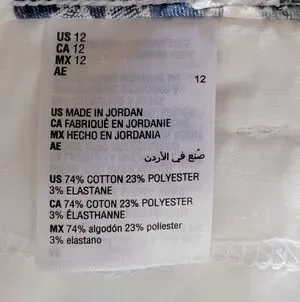 US 12
CA 12
MX 12
AE
12
US MADE IN JORDAN
CA FABRIQUÉ EN JORDANIE
MX HECHO EN JORDANIA
AE
صنع في الأردن
US 74% COTTON 23% POLYESTER
3% ELASTANE
CA 74% COTON 23% POLYESTER
3% ÉLASTHANNE
MX 74% algodón 23% poliester
3% elastano